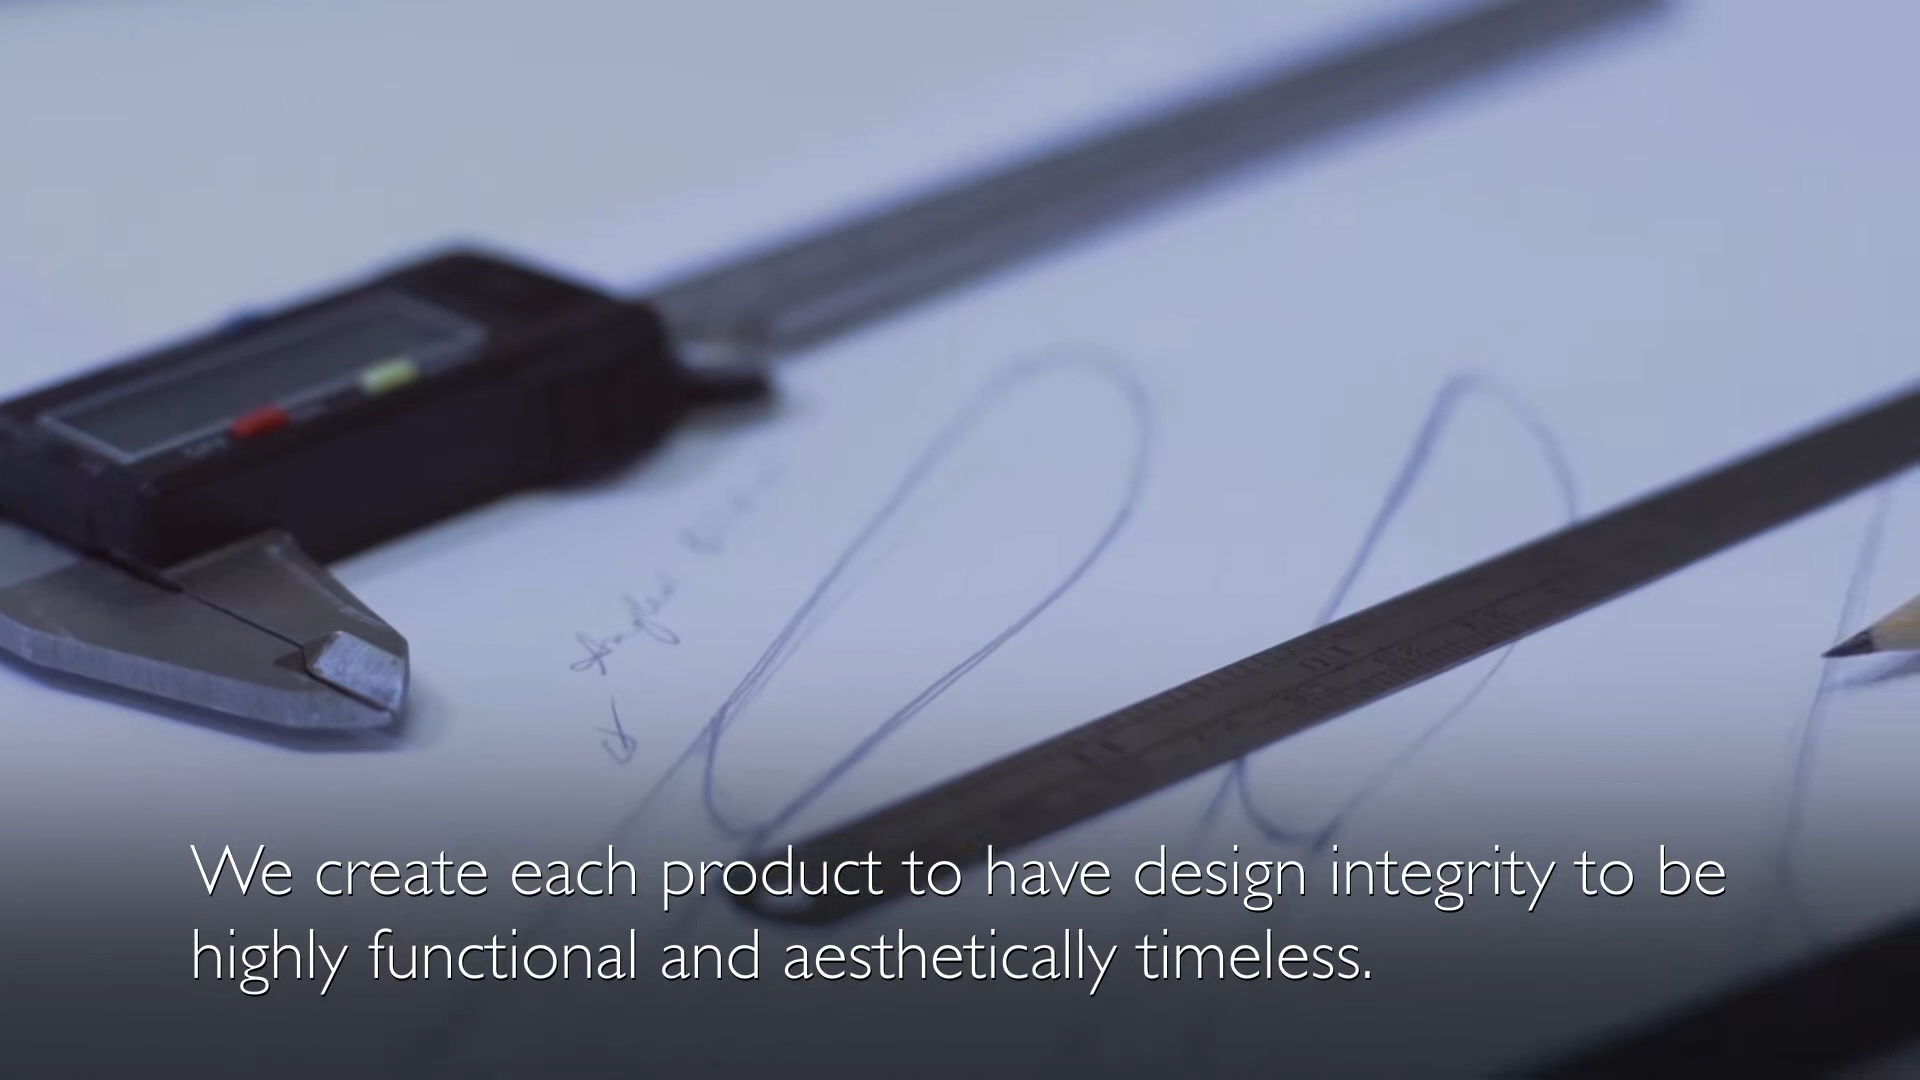 We create each product to have design integrity to be
highly functional and aesthetically timeless.